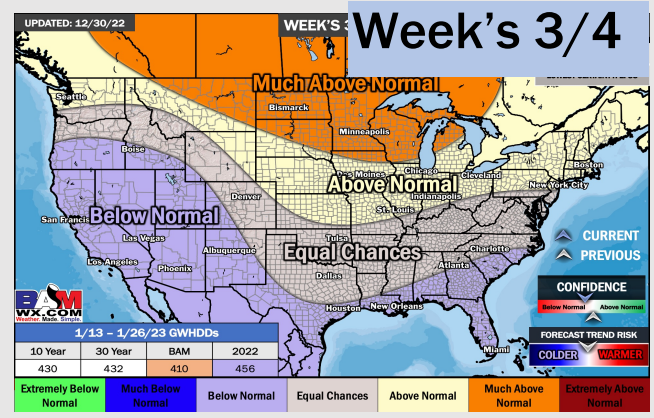 UPDATED: 12/30/22
WEEK'S 3
Week's 3/4
Much Above Normal
Seattle
Bismarck
Minneapolis
Boise
Des Moines
Chicago
Cleveland
Boston
New York City
Above Normal
Indianapolis
Denver
St. Louis
San Francis
Below Normal
Las Vegas
Albuquerque
Tulsa
Equal Chances
Charlotte
Los Angeles
Phoenix
Dallas
Atlanta
Houston
New Orleans
Miami
CURRENT
PREVIOUS
CONFIDENCE
Below Normal
Above Normal
FORECAST TREND RISK
COLDER
WARMER
BAM
WX.COM
Weather. Made. Simple.
1/13 – 1/26/23 GWHDDs
10 Year 30 Year BAM 2022
430 432 410 456
Extremely Below Normal
Much Below Normal
Below Normal
Equal Chances
Above Normal
Much Above Normal
Extremely Above Normal